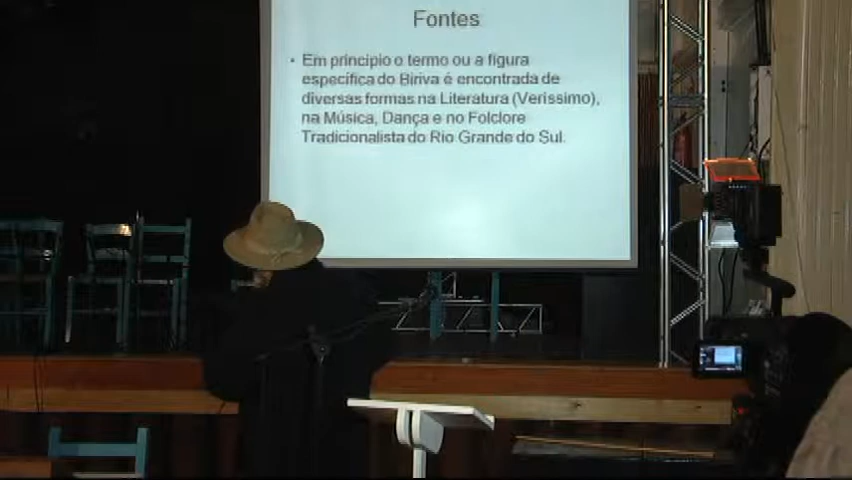 Fontes
• Em principio o termo ou a figura
específica do Biriva é encontrada de
diversas formas na Literatura (Veríssimo),
na Música, Dança e no Folclore
Tradicionalista do Rio Grande do Sul.